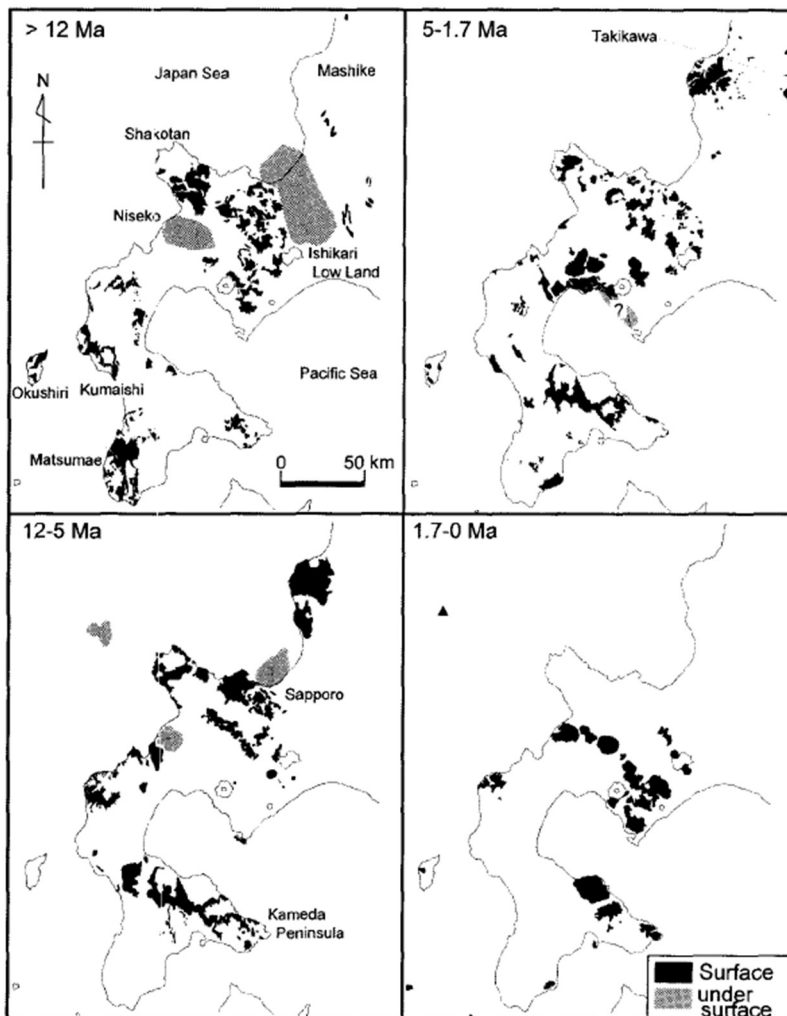 > 12 Ma
Japan Sea
Mashike
N
Shakotan
Niseko
Ishikari
Low Land
Pacific Sea
Okushiri
Kumaishi
Matsumae
0 50 km
5-1.7 Ma
Takikawa
?
12-5 Ma
Sapporo
Kameda
Peninsula
1.7-0 Ma
Surface
under
surface